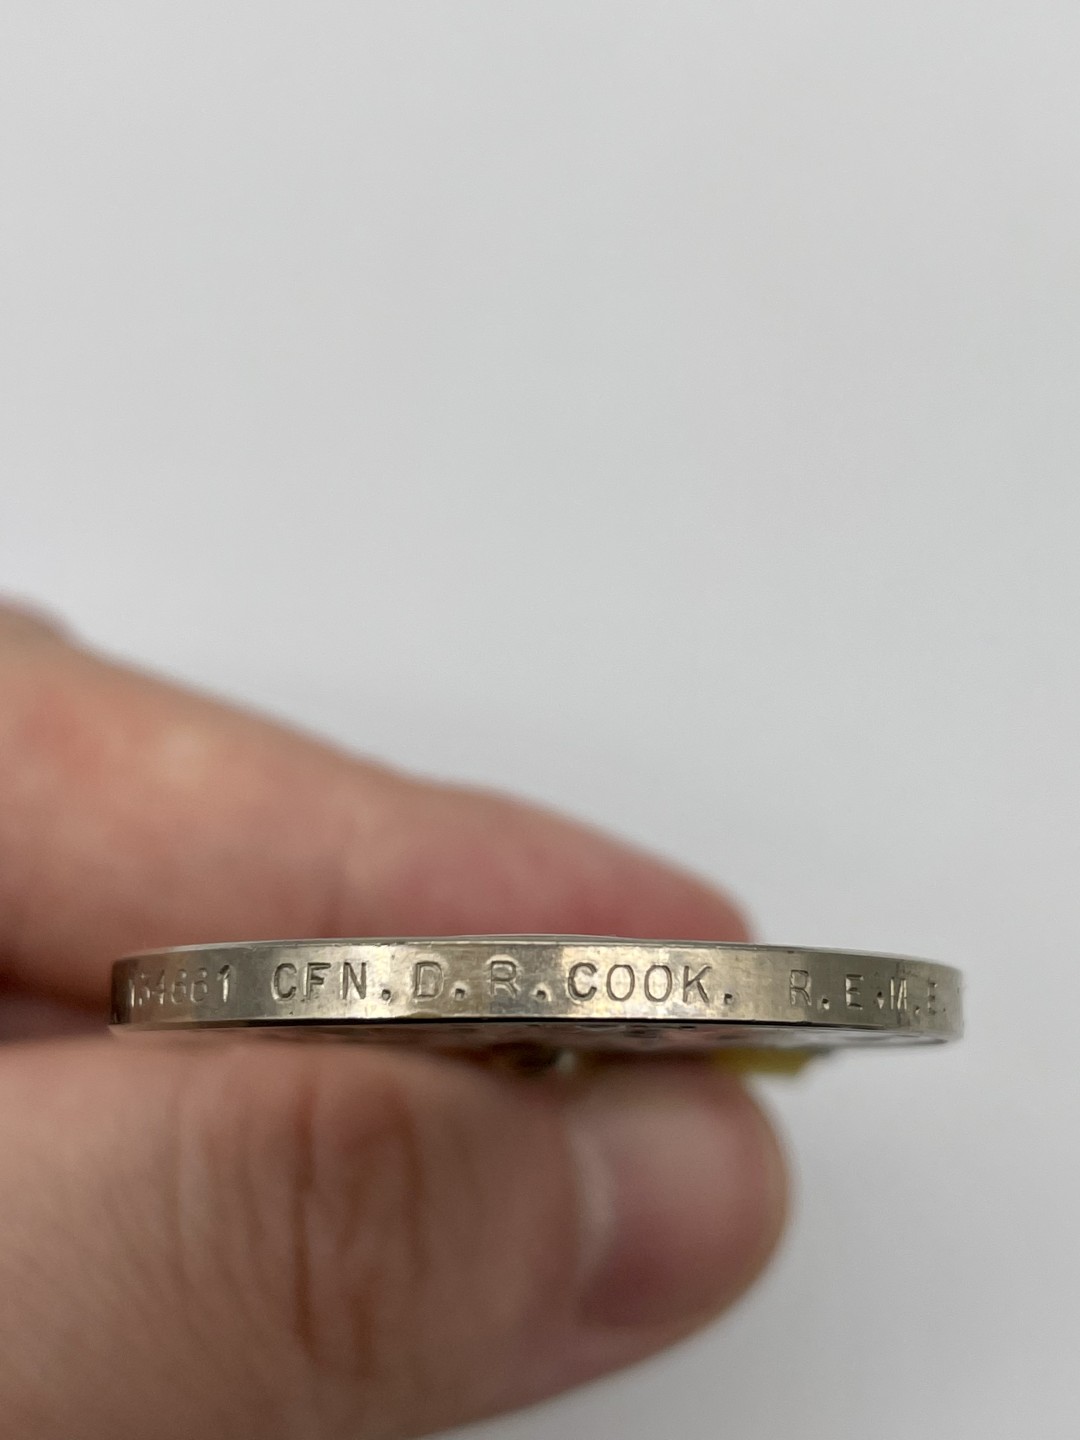 CFN. D. R. COOK. R. E. M. E.